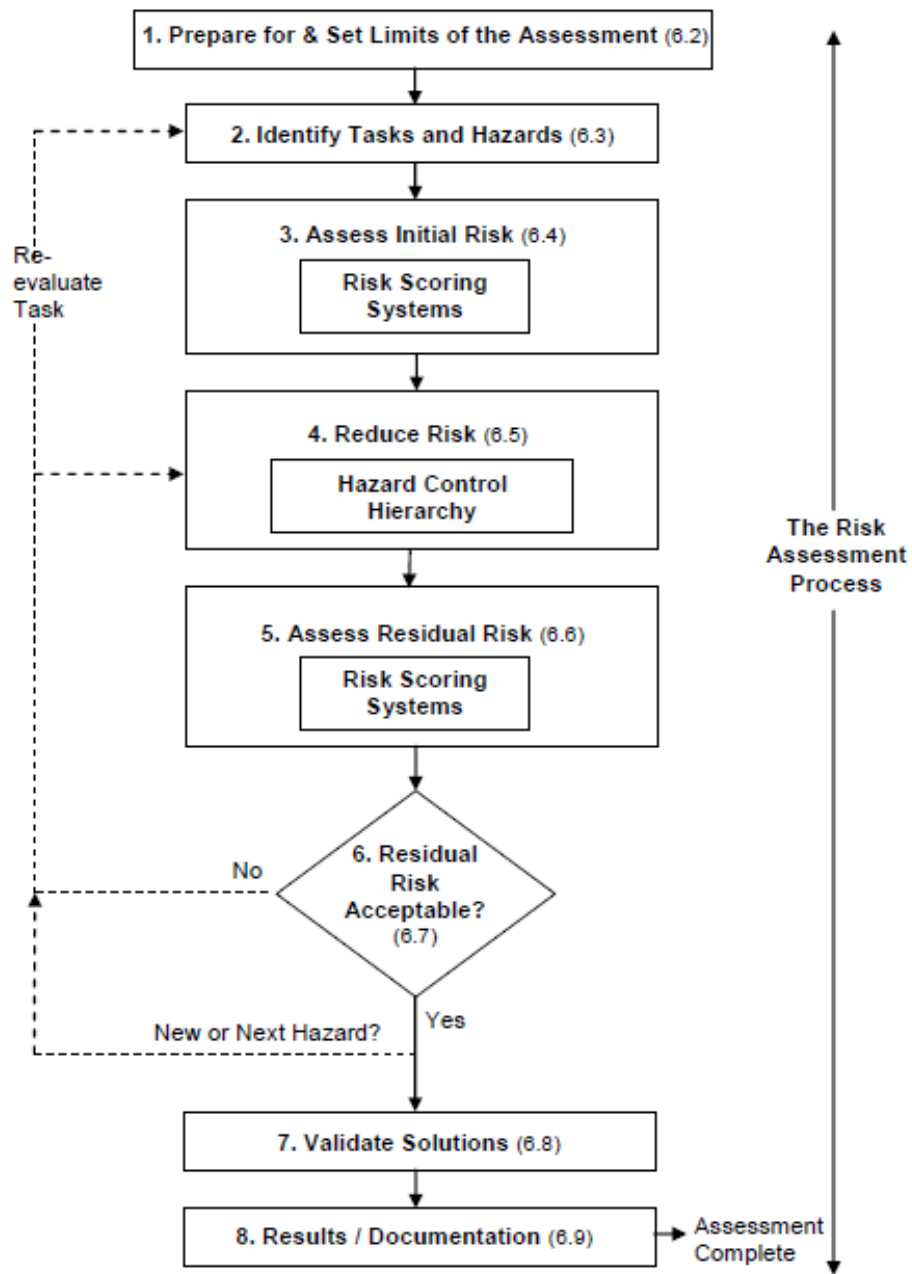 1. Prepare for & Set Limits of the Assessment (6.2)
2. Identify Tasks and Hazards (6.3)
3. Assess Initial Risk (6.4)
Risk Scoring
Systems
Re-
evaluate
Task
4. Reduce Risk (6.5)
Hazard Control
Hierarchy
The Risk
Assessment
Process
5. Assess Residual Risk (6.6)
Risk Scoring
Systems
6. Residual
Risk
Acceptable?
(6.7)
No
Yes
New or Next Hazard?
7. Validate Solutions (6.8)
8. Results / Documentation (6.9)
Assessment
Complete